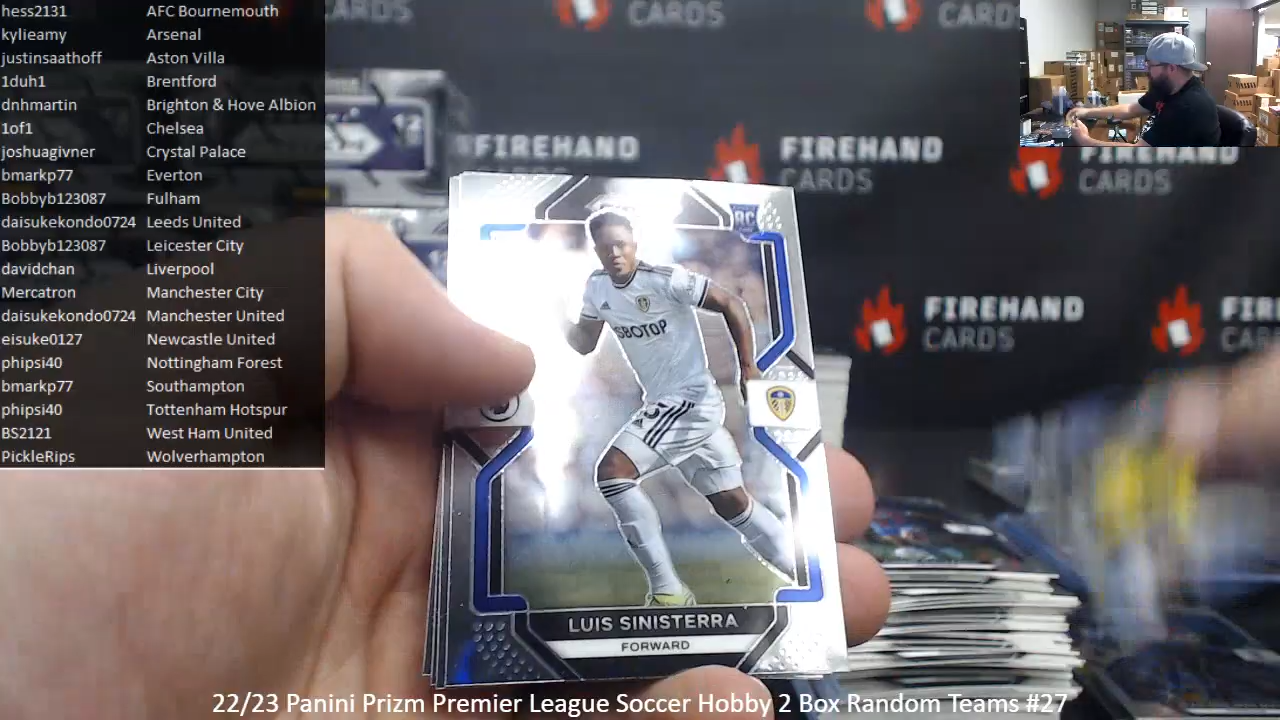 hess2131 AFC Bournemouth
kylieamy Arsenal
justinsaathoff Aston Villa
1duh1 Brentford
dnhmartin Brighton & Hove Albion
1of1 Chelsea
joshuagivner Crystal Palace
bmarkp77 Everton
Bobbyb123087 Fulham
daisukekondo0724 Leeds United
Bobbyb123087 Leicester City
davidchan Liverpool
Mercatron Manchester City
daisukekondo0724 Manchester United
eisuke0127 Newcastle United
phipsi40 Nottingham Forest
bmarkp77 Southampton
phipsi40 Tottenham Hotspur
BS2121 West Ham United
PickleRips Wolverhampton
CARDS
CARDS
CARDS
FIREHAND
CARDS
FIREHAND
CARDS
CARDS
FIREHAND
CARDS
CARDS
RC
SBOTOP
LUIS SINISTERRA
FORWARD
22/23 Panini Prizm Premier League Soccer Hobby 2 Box Random Teams #27